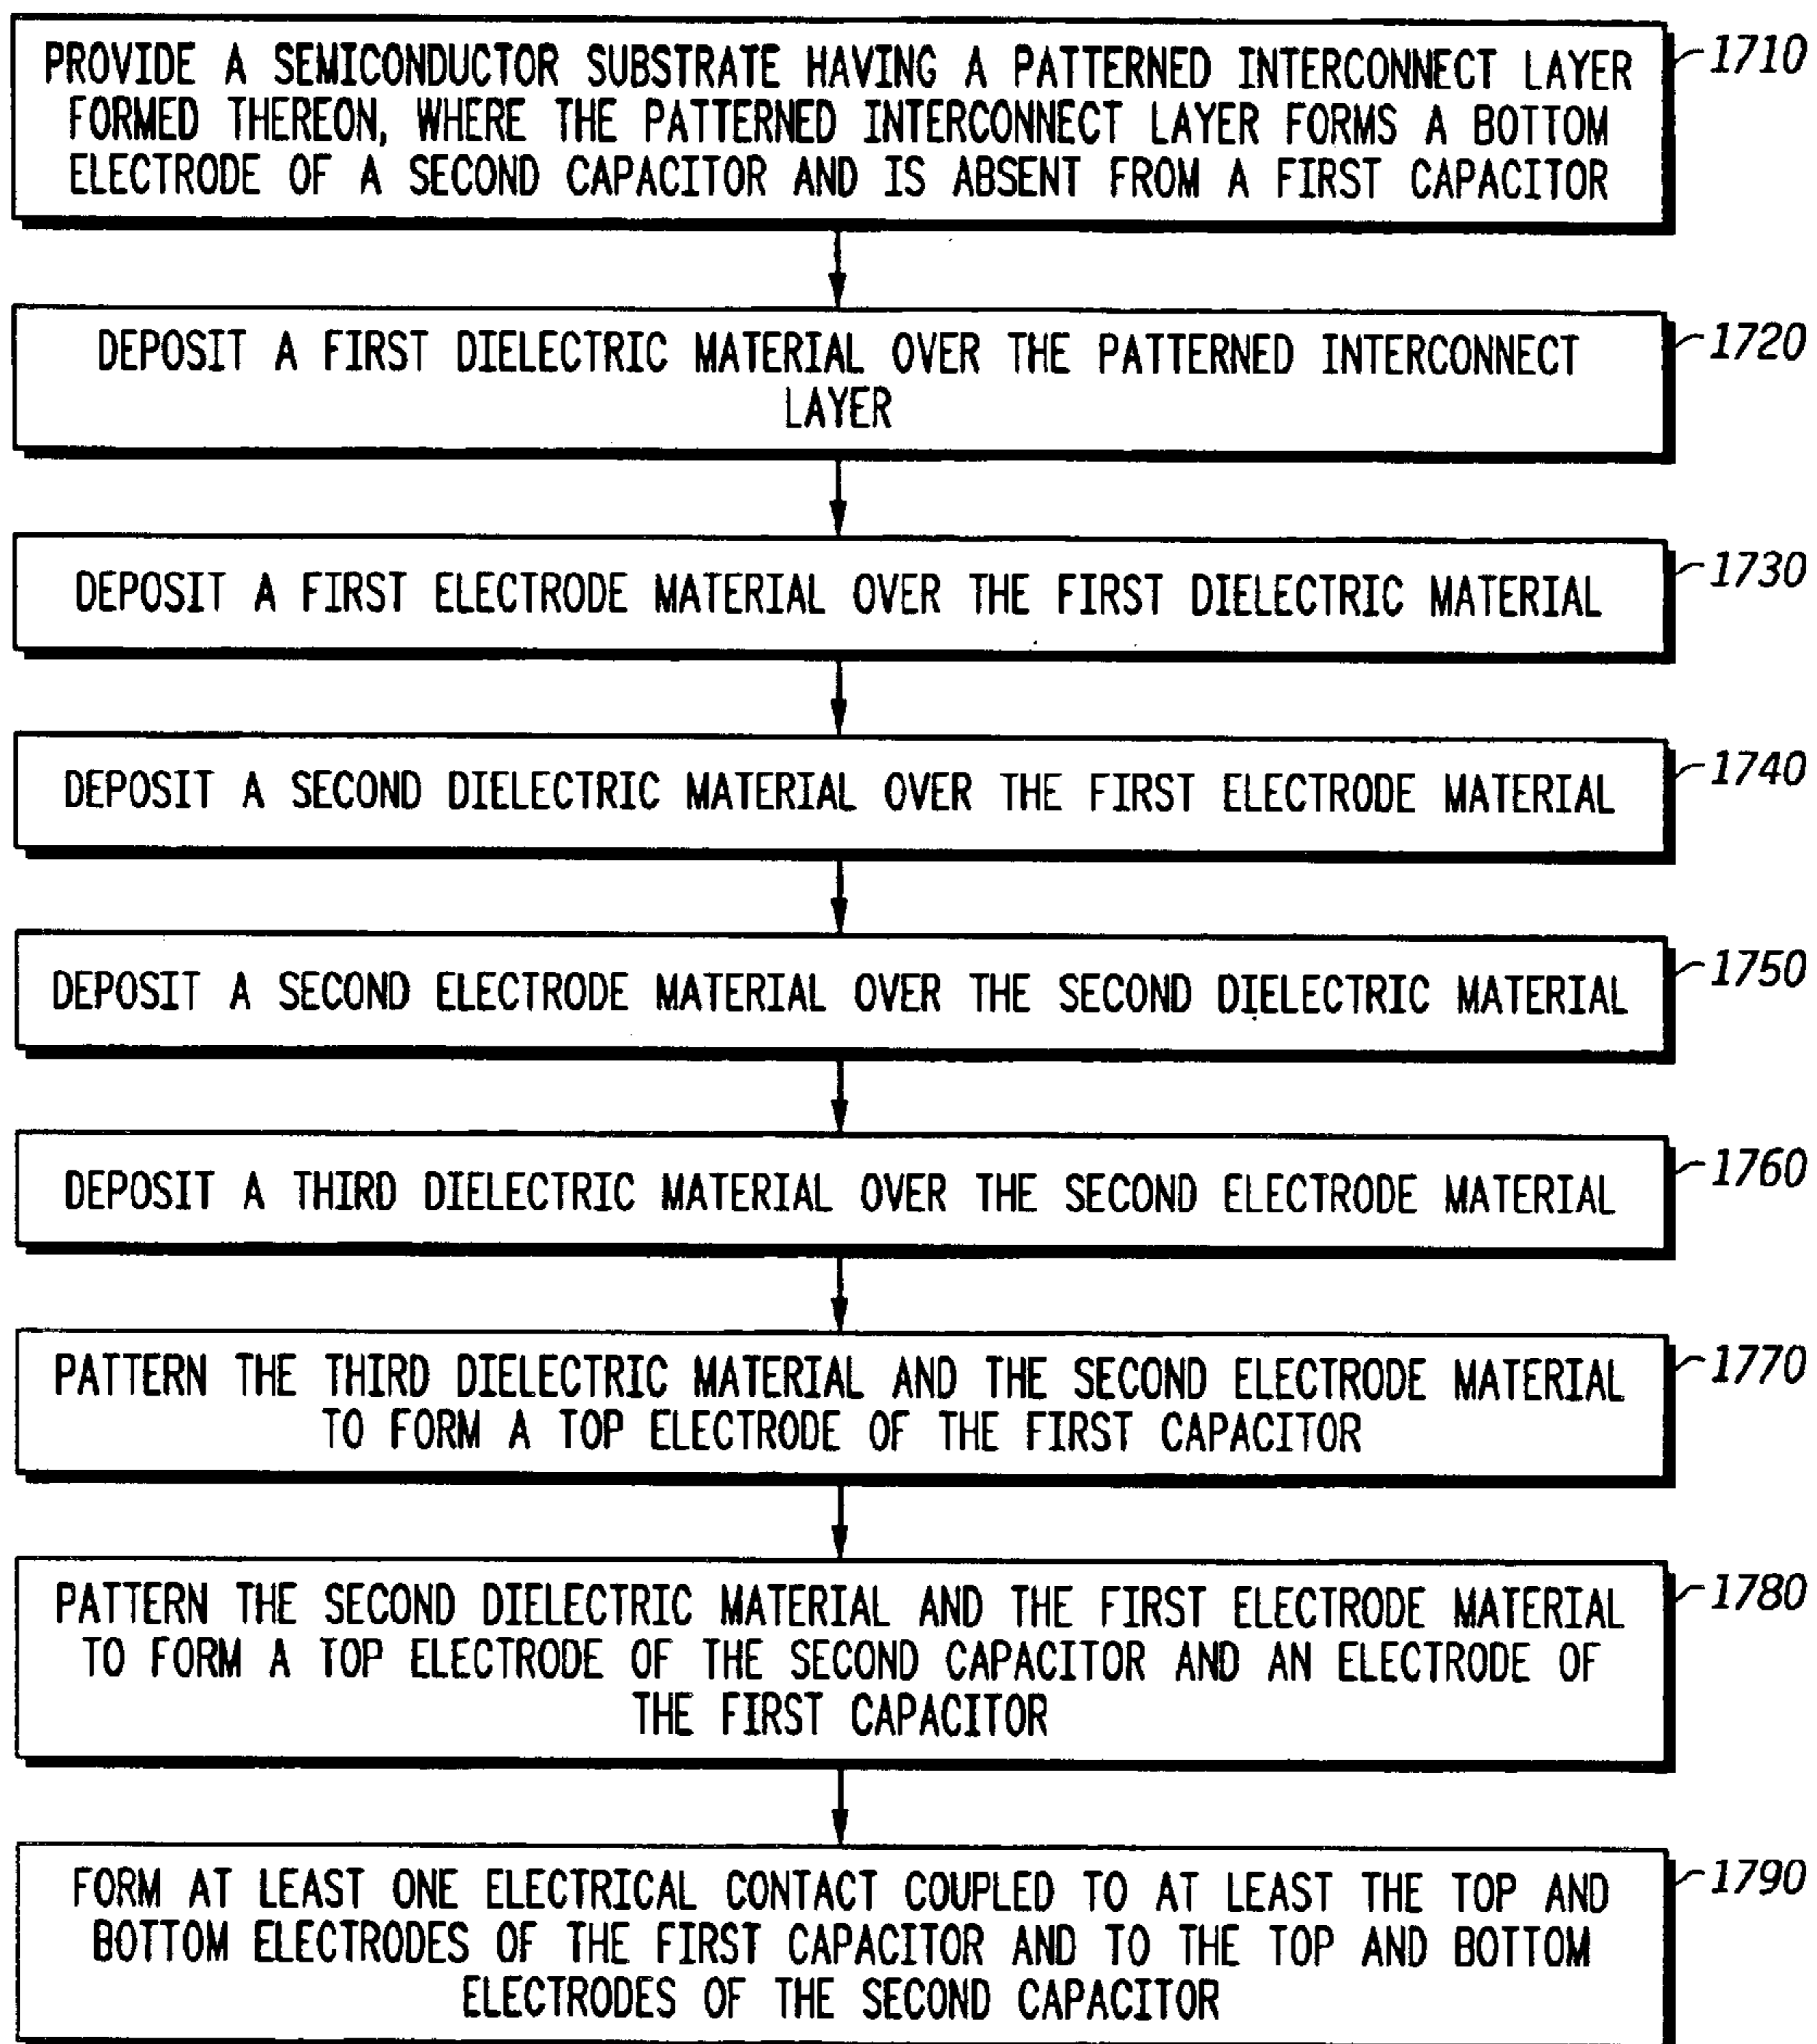 PROVIDE A SEMICONDUCTOR SUBSTRATE HAVING A PATTERNED INTERCONNECT LAYER
FORMED THEREON, WHERE THE PATTERNED INTERCONNECT LAYER FORMS A BOTTOM
ELECTRODE OF A SECOND CAPACITOR AND IS ABSENT FROM A FIRST CAPACITOR
1710
DEPOSIT A FIRST DIELECTRIC MATERIAL OVER THE PATTERNED INTERCONNECT
LAYER
1720
DEPOSIT A FIRST ELECTRODE MATERIAL OVER THE FIRST DIELECTRIC MATERIAL
1730
DEPOSIT A SECOND DIELECTRIC MATERIAL OVER THE FIRST ELECTRODE MATERIAL
1740
DEPOSIT A SECOND ELECTRODE MATERIAL OVER THE SECOND DIELECTRIC MATERIAL
1750
DEPOSIT A THIRD DIELECTRIC MATERIAL OVER THE SECOND ELECTRODE MATERIAL
1760
PATTERN THE THIRD DIELECTRIC MATERIAL AND THE SECOND ELECTRODE MATERIAL
TO FORM A TOP ELECTRODE OF THE FIRST CAPACITOR
1770
PATTERN THE SECOND DIELECTRIC MATERIAL AND THE FIRST ELECTRODE MATERIAL
TO FORM A TOP ELECTRODE OF THE SECOND CAPACITOR AND AN ELECTRODE OF
THE FIRST CAPACITOR
1780
FORM AT LEAST ONE ELECTRICAL CONTACT COUPLED TO AT LEAST THE TOP AND
BOTTOM ELECTRODES OF THE FIRST CAPACITOR AND TO THE TOP AND BOTTOM
ELECTRODES OF THE SECOND CAPACITOR
1790